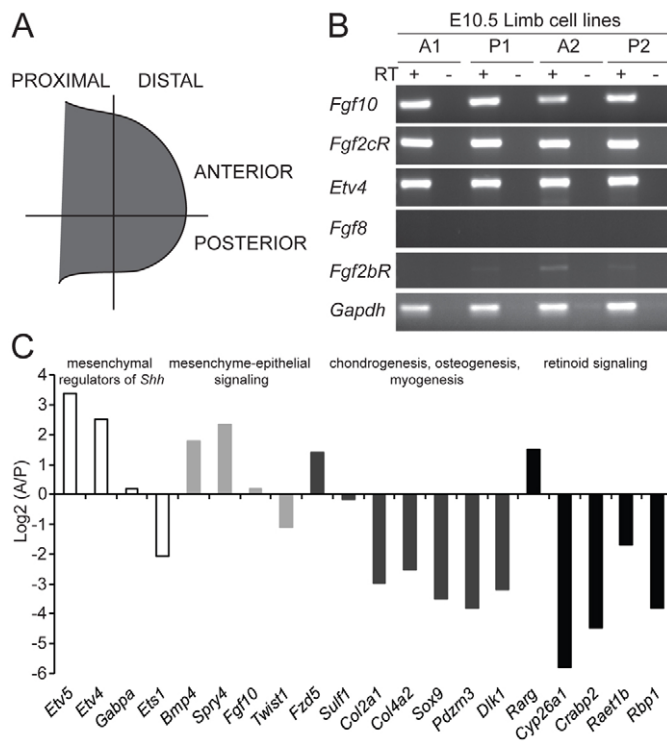 A
PROXIMAL DISTAL
ANTERIOR
POSTERIOR
B
E10.5 Limb cell lines
A1 P1 A2 P2
RT + - + - + - + -
Fgf10
Fgf2cR
Etv4
Fgf8
Fgf2bR
Gapdh
C
mesenchymal regulators of Shh
mesenchyme-epithelial signaling
chondrogenesis, osteogenesis, myogenesis
retinoid signaling
Log2 (A/P)
4
3
2
1
0
-1
-2
-3
-4
-5
-6
Etv5 Etv4 Gabpa Ets1 Bmp4 Spry4 Fgf10 Twist1 Fzd5 Sulf1 Col2a1 Col4a2 Sox9 Pdzm3 Dlk1 Rarg Cyp26a1 Crabp2 Raet1b Rbp1